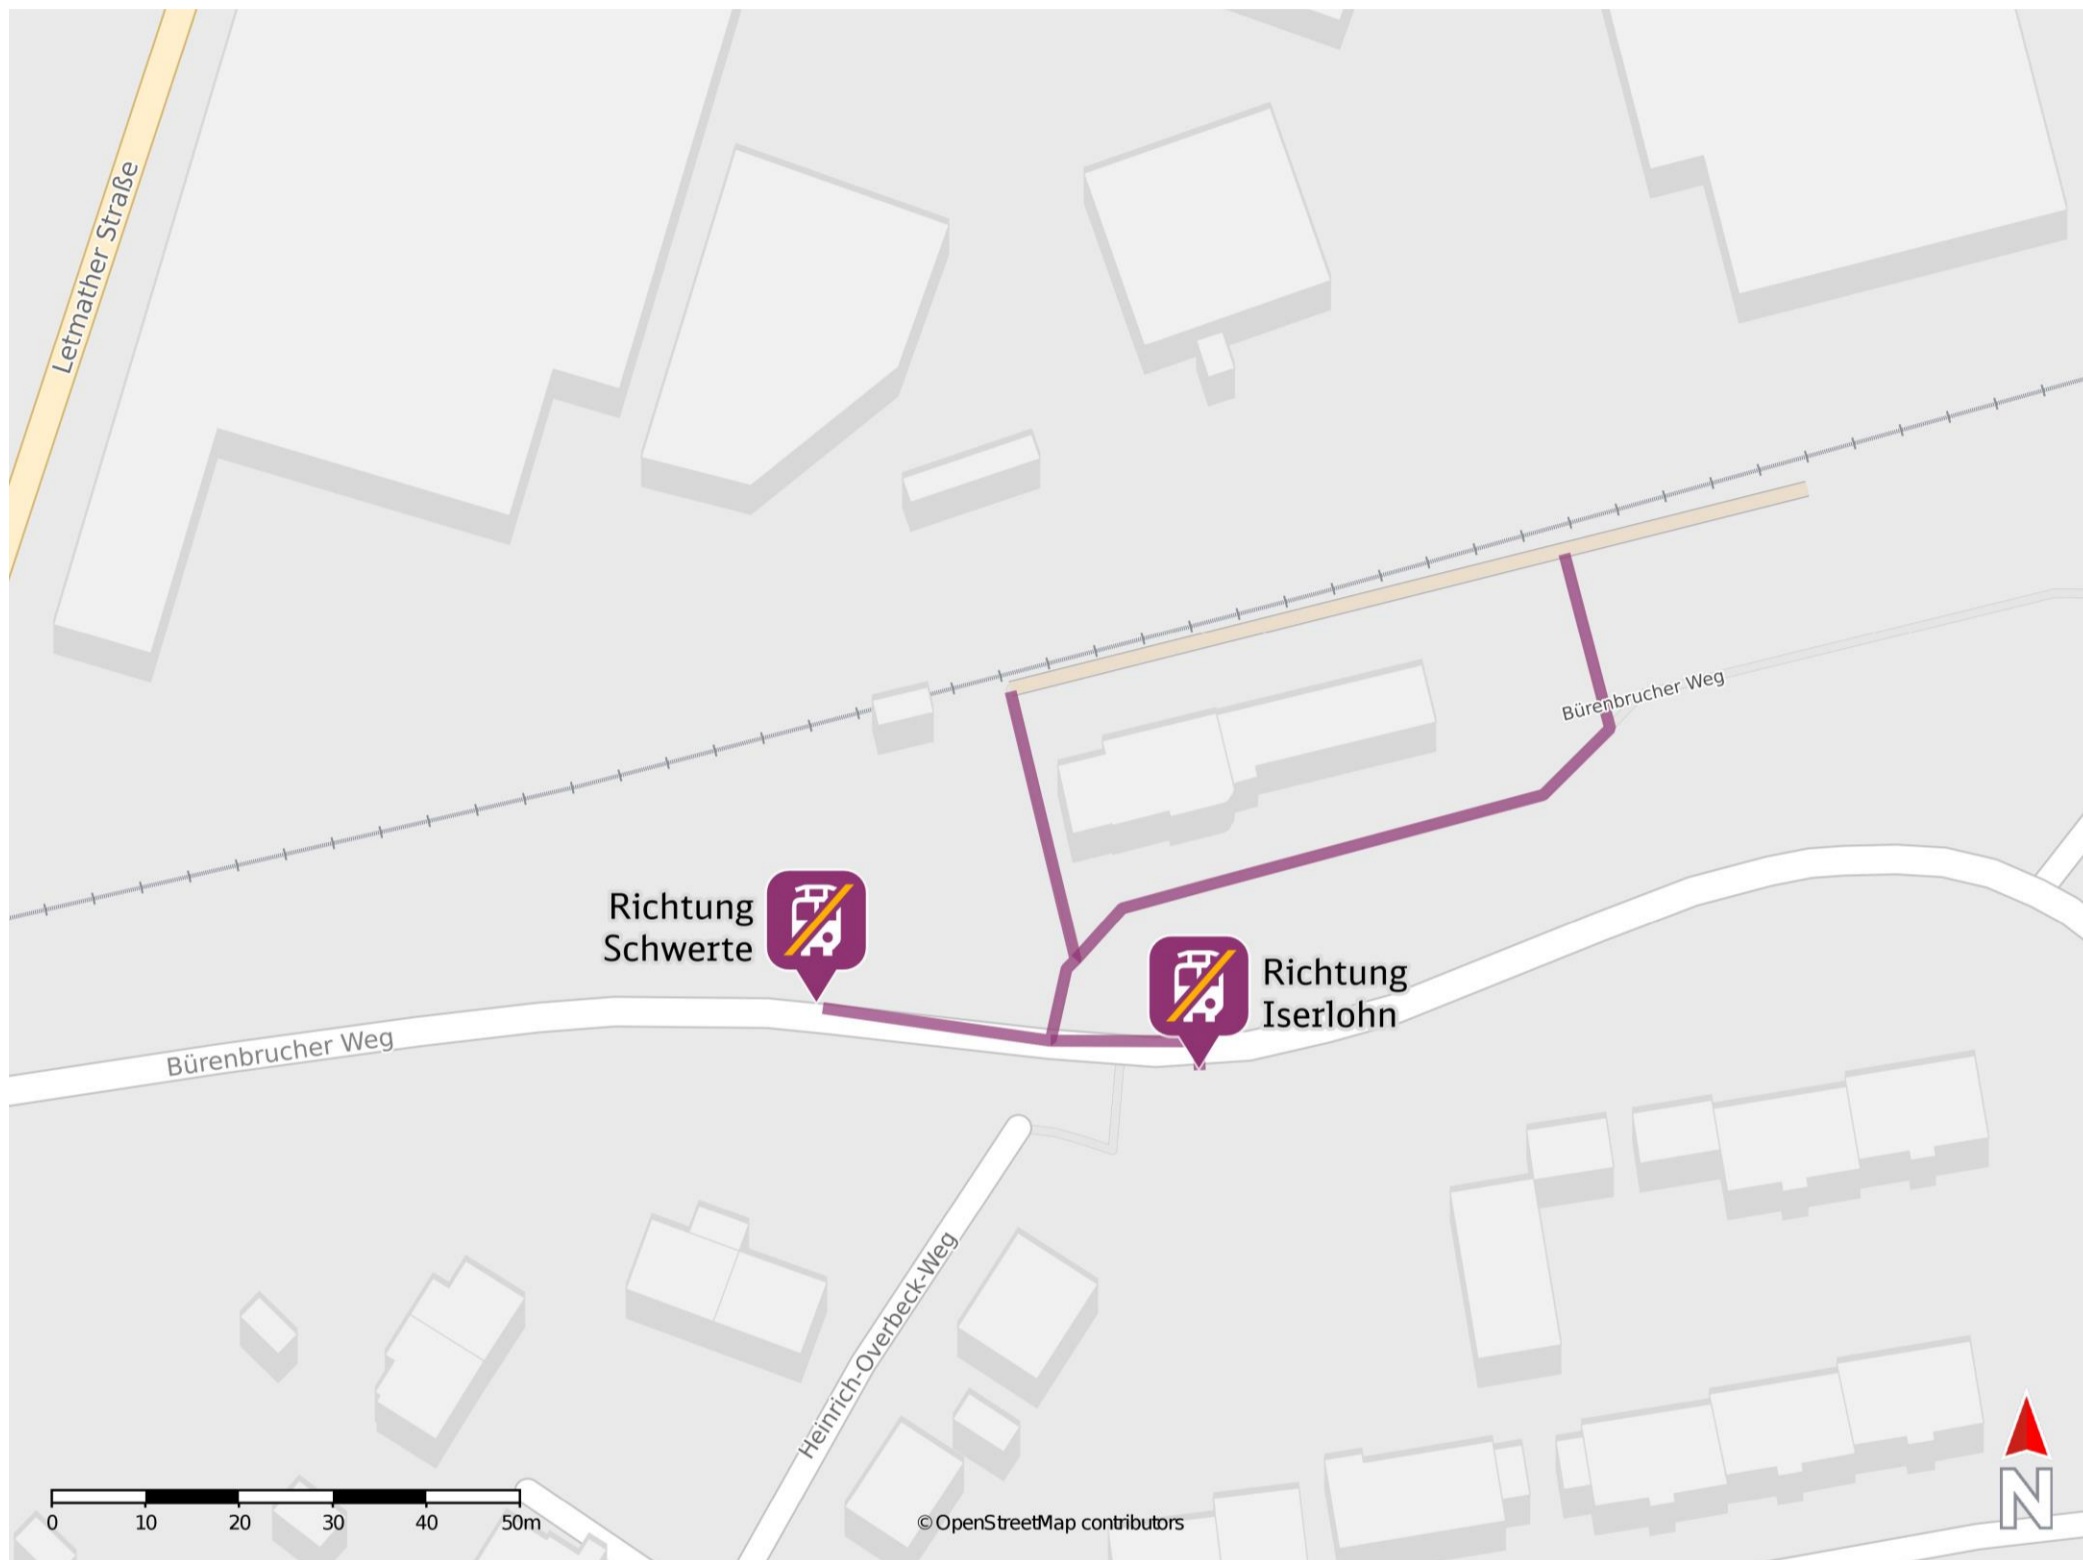 Letmather Straße
Bürenbrucher Weg
Richtung
Schwerte
Richtung
Iserlohn
Bürenbrucher Weg
Heinrich-Overbeck-Weg
0 10 20 30 40 50m
© OpenStreetMap contributors
N